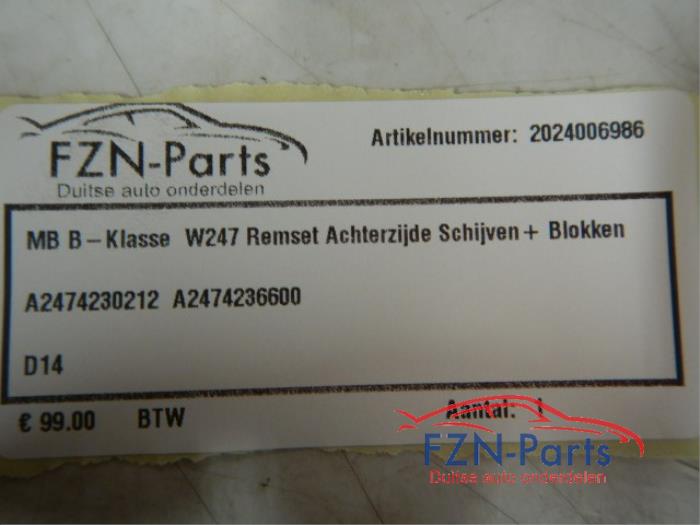 FZN-Parts
Duitse auto onderdelen
Artikelnummer: 2024006986
MB B-Klasse W247 Remset Achterzijde Schijven+ Blokken
A2474230212 A2474236600
D14
€ 99.00 BTW
Aantal: 1
FZN-Parts
Duitse auto onderdelen